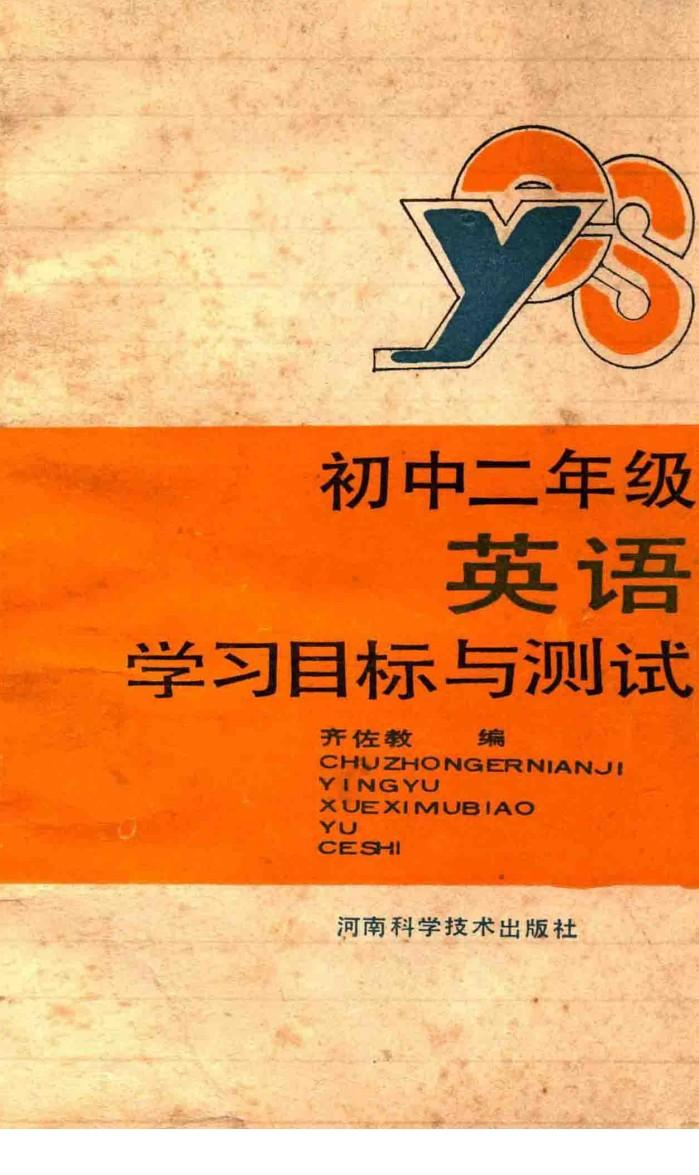 yes
初中二年级
英语
学习目标与测试
齐佐教 编
CHUZHONGERNIANJI
YINGYU
XUEXIMUBIAO
YU
CESHI
河南科学技术出版社